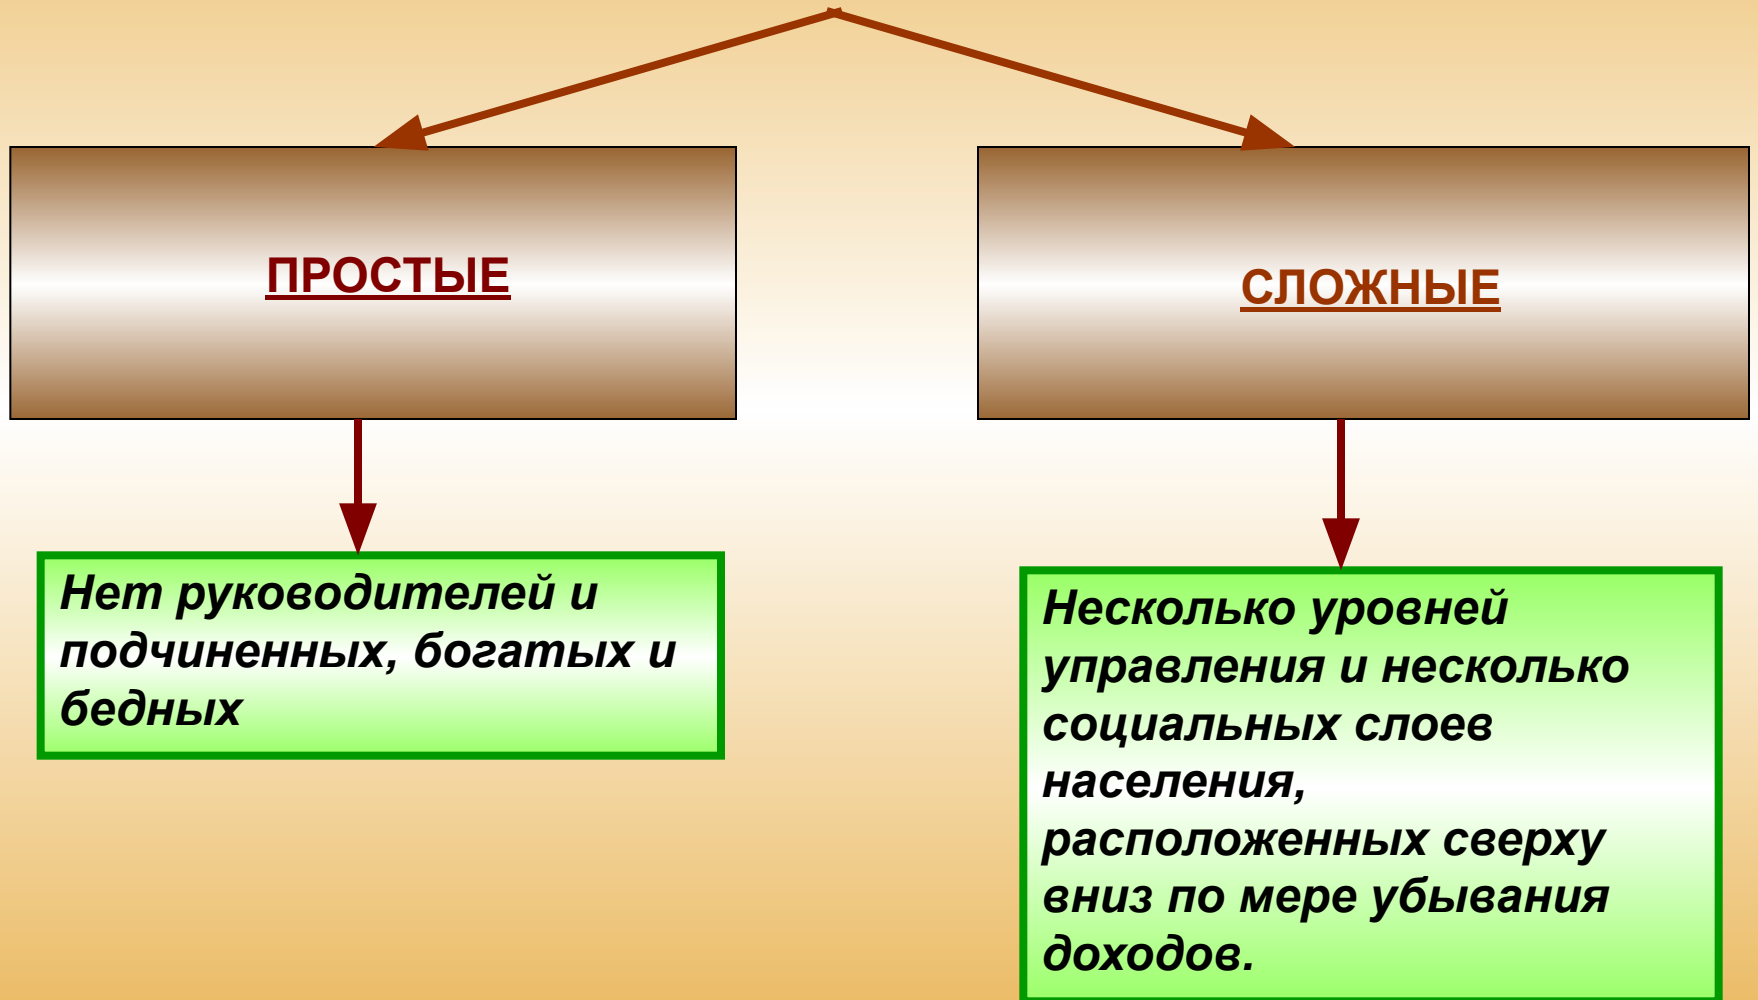 ПРОСТЫЕ
СЛОЖНЫЕ
Нет руководителей и
подчиненных, богатых и
бедных
Несколько уровней
управления и несколько
социальных слоев
населения,
расположенных сверху
вниз по мере убывания
доходов.